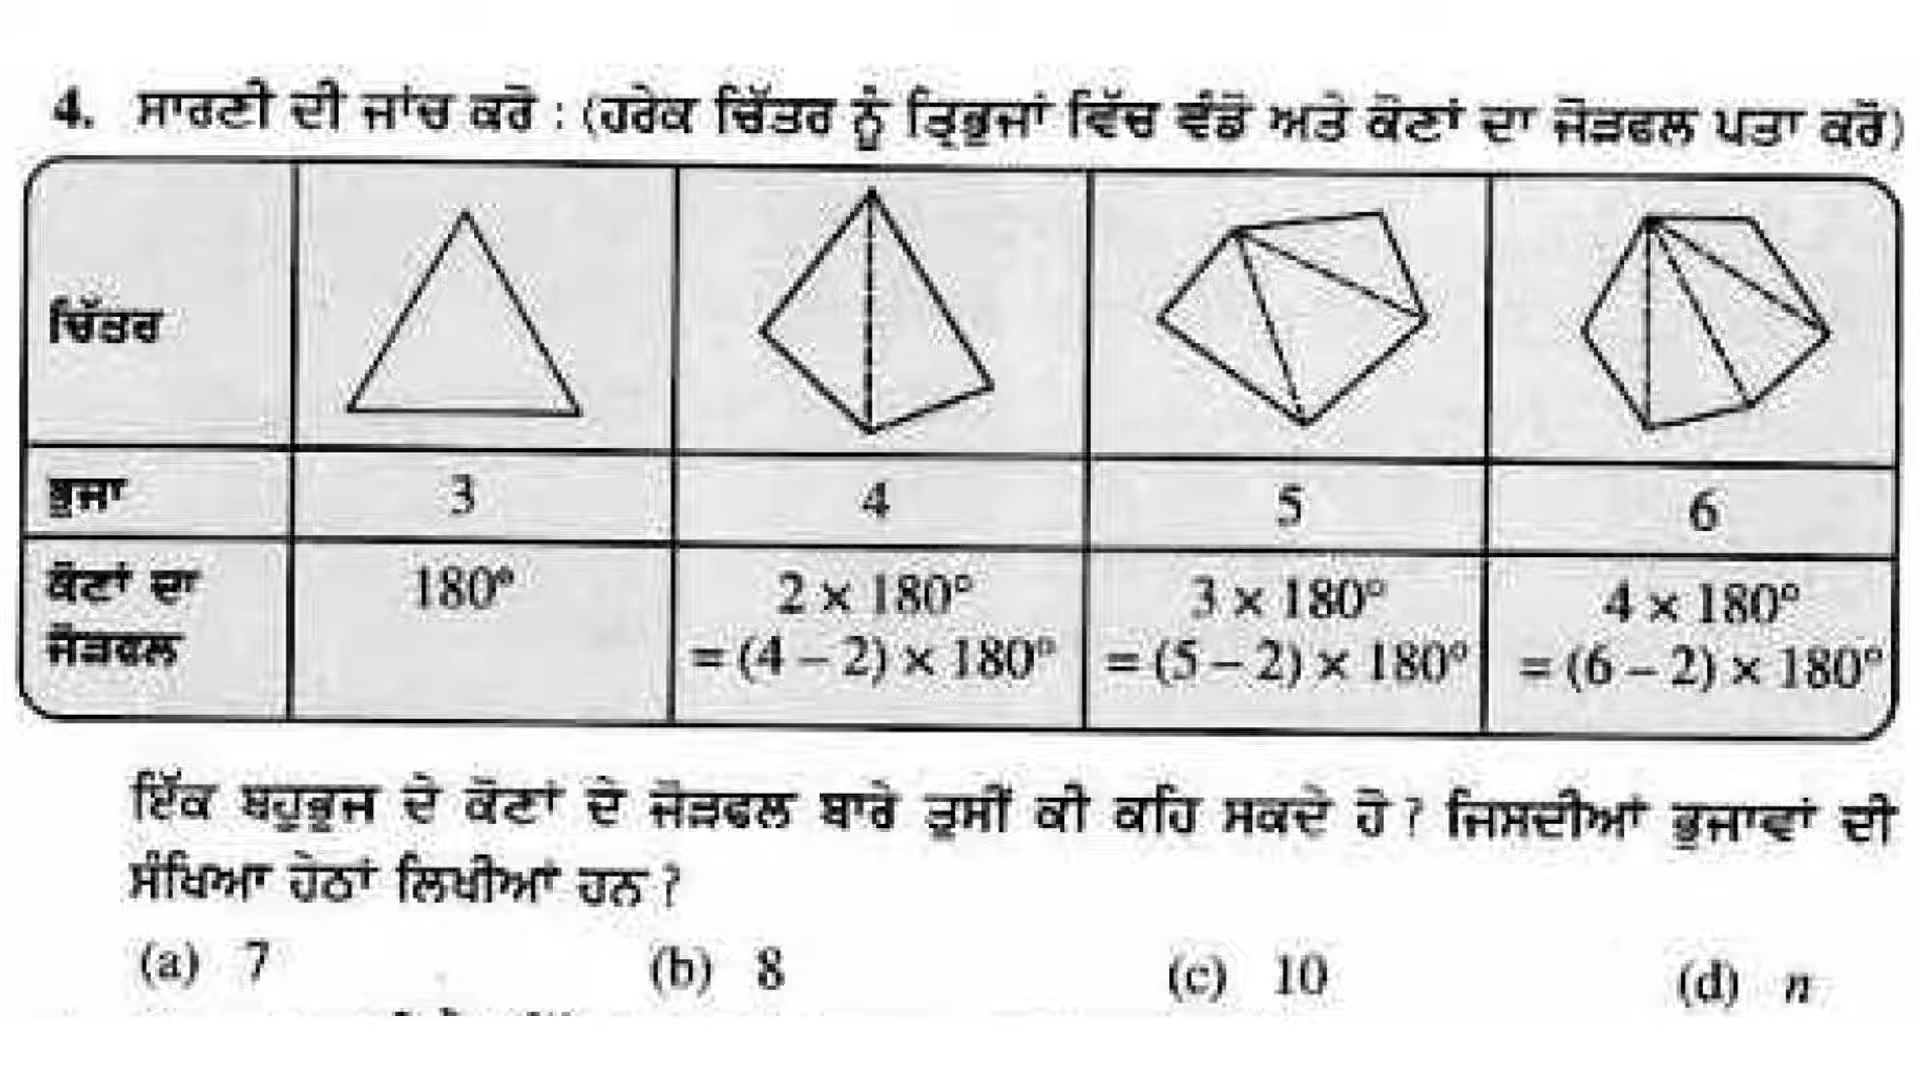 4. ਸਾਰਣੀ ਦੀ ਜਾਂਚ ਕਰੋ : (ਹਰੇਕ ਚਿੱਤਰ ਨੂੰ ਤ੍ਰਿਭੁਜਾਂ ਵਿੱਚ ਵੰਡੋ ਅਤੇ ਕੋਣਾਂ ਦਾ ਜੋੜਫਲ ਪਤਾ ਕਰੋ)
ਚਿੱਤਰ
ਭੁਜਾ 3 4 5 6
ਕੋਣਾਂ ਦਾ 180° 2 × 180° 3 × 180° 4 × 180°
ਜੋੜਫਲ = (4 – 2) × 180° = (5 – 2) × 180° = (6 – 2) × 180°
ਇੱਕ ਬਹੁਭੁਜ ਦੇ ਕੋਣਾਂ ਦੇ ਜੋੜਫਲ ਬਾਰੇ ਤੁਸੀਂ ਕੀ ਕਹਿ ਸਕਦੇ ਹੋ ? ਜਿਸਦੀਆਂ ਭੁਜਾਵਾਂ ਦੀ
ਸੰਖਿਆ ਹੇਠਾਂ ਲਿਖੀਆਂ ਹਨ ?
(a) 7 (b) 8 (c) 10 (d) n